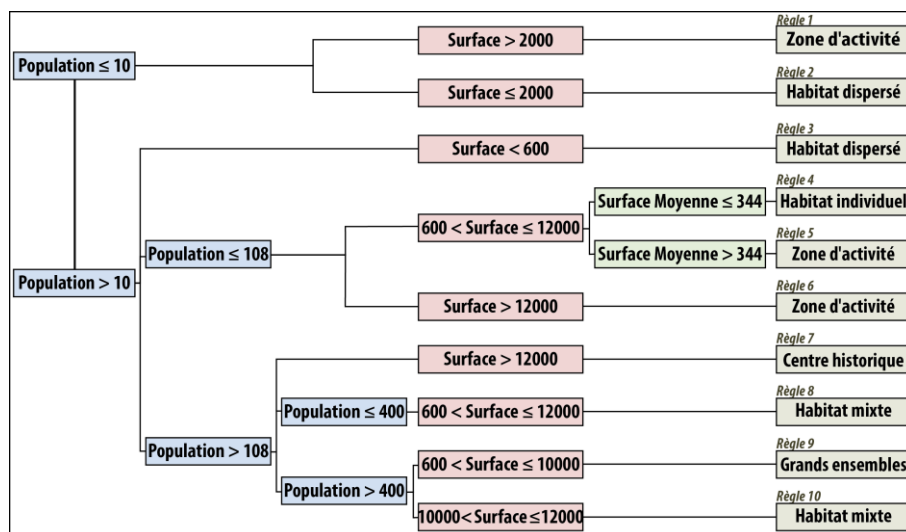 Règle 1
Surface > 2000
Zone d'activité
Population ≤ 10
Règle 2
Surface ≤ 2000
Habitat dispersé
Règle 3
Surface < 600
Habitat dispersé
Règle 4
Surface Moyenne ≤ 344
Habitat individuel
600 < Surface ≤ 12000
Règle 5
Population ≤ 108
Surface Moyenne > 344
Zone d'activité
Population > 10
Règle 6
Surface > 12000
Zone d'activité
Règle 7
Surface > 12000
Centre historique
Règle 8
Population ≤ 400
600 < Surface ≤ 12000
Habitat mixte
Population > 108
Règle 9
600 < Surface ≤ 10000
Grands ensembles
Population > 400
Règle 10
10000< Surface ≤12000
Habitat mixte